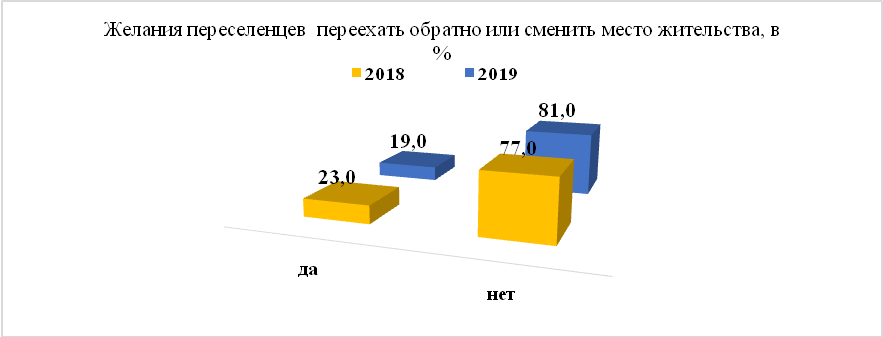 Желания переселенцев переехать обратно или сменить место жительства, в
%
2018 2019
81,0
19,0 77,0
23,0
да
нет